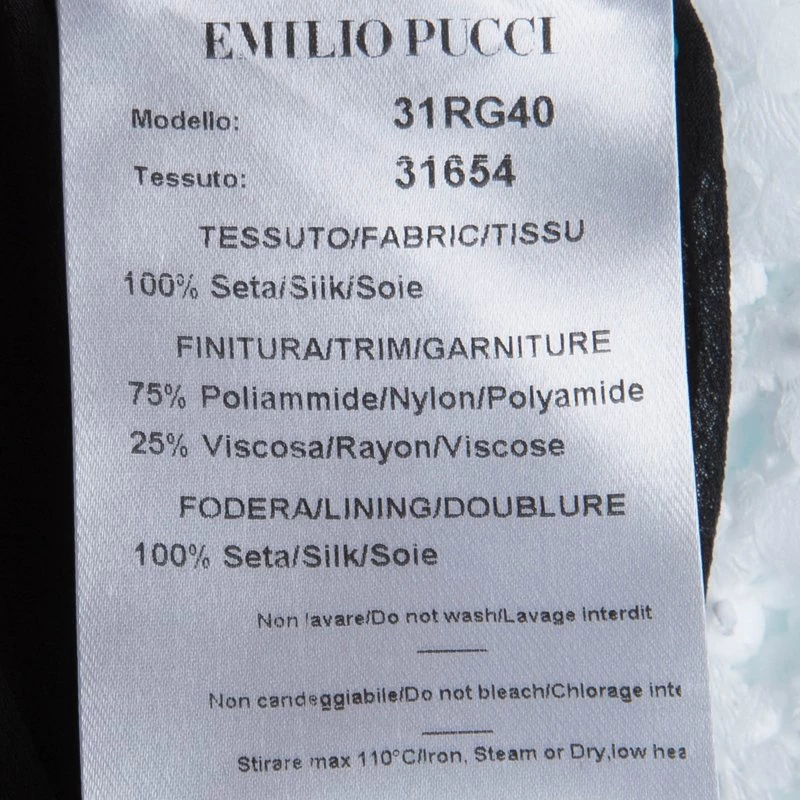 EMILIO PUCCI
Modello: 31RG40
Tessuto: 31654
TESSUTO/FABRIC/TISSU
100% Seta/Silk/Soie
FINITURA/TRIM/GARNITURE
75% Poliammide/Nylon/Polyamide
25% Viscosa/Rayon/Viscose
FODERA/LINING/DOUBLURE
100% Seta/Silk/Soie
Non lavare/Do not wash/Lavage interdit
Non candeggiabile/Do not bleach/Chlorage inte
Stirare max 110°C/Iron, Steam or Dry,low hea